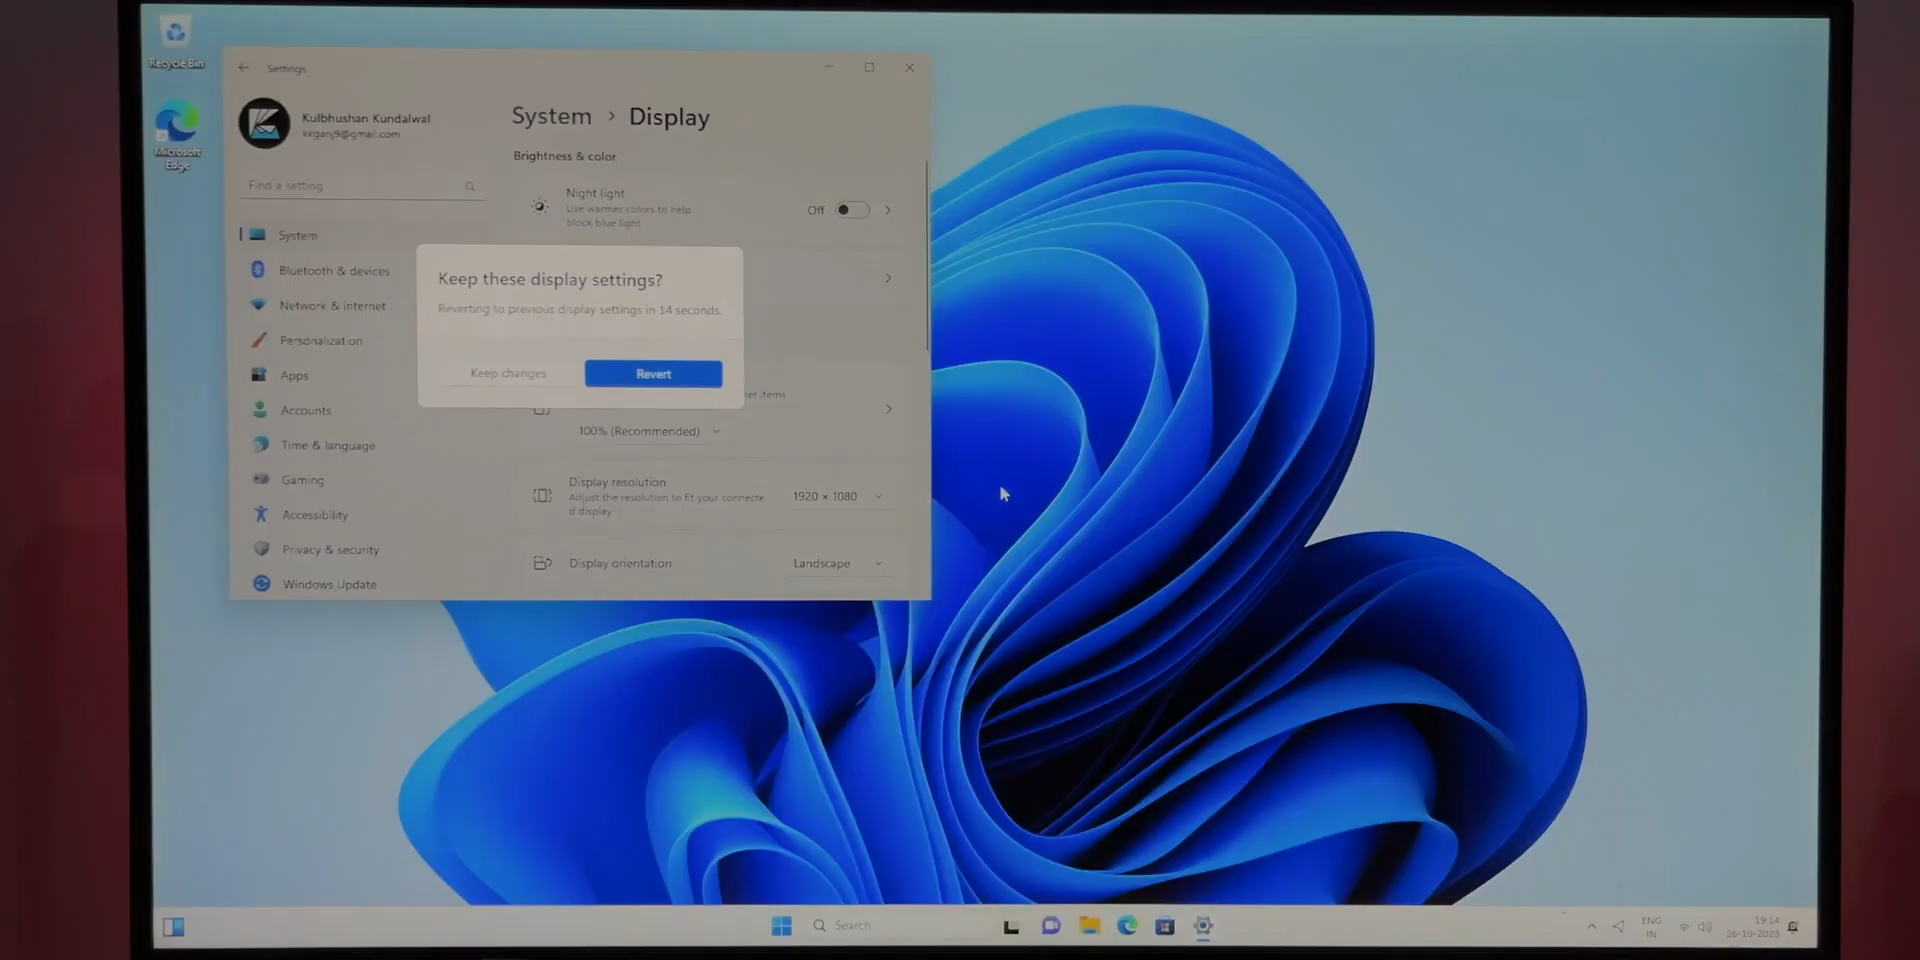 Recycle Bin
Microsoft
Edge
Settings
Kulbhushan Kundalwal
kkganj9@gmail.com
Find a setting
System
Bluetooth & devices
Network & internet
Personalization
Apps
Accounts
Time & language
Gaming
Accessibility
Privacy & security
Windows Update
System › Display
Brightness & color
Night light
Use warmer colors to help
block blue light
Off
Keep these display settings?
Reverting to previous display settings in 14 seconds.
Keep changes
Revert
items
100% (Recommended)
Display resolution
Adjust the resolution to fit your connecte
d display
1920 × 1080
Display orientation
Landscape
Search
ENG
IN
19:14
26-10-2023